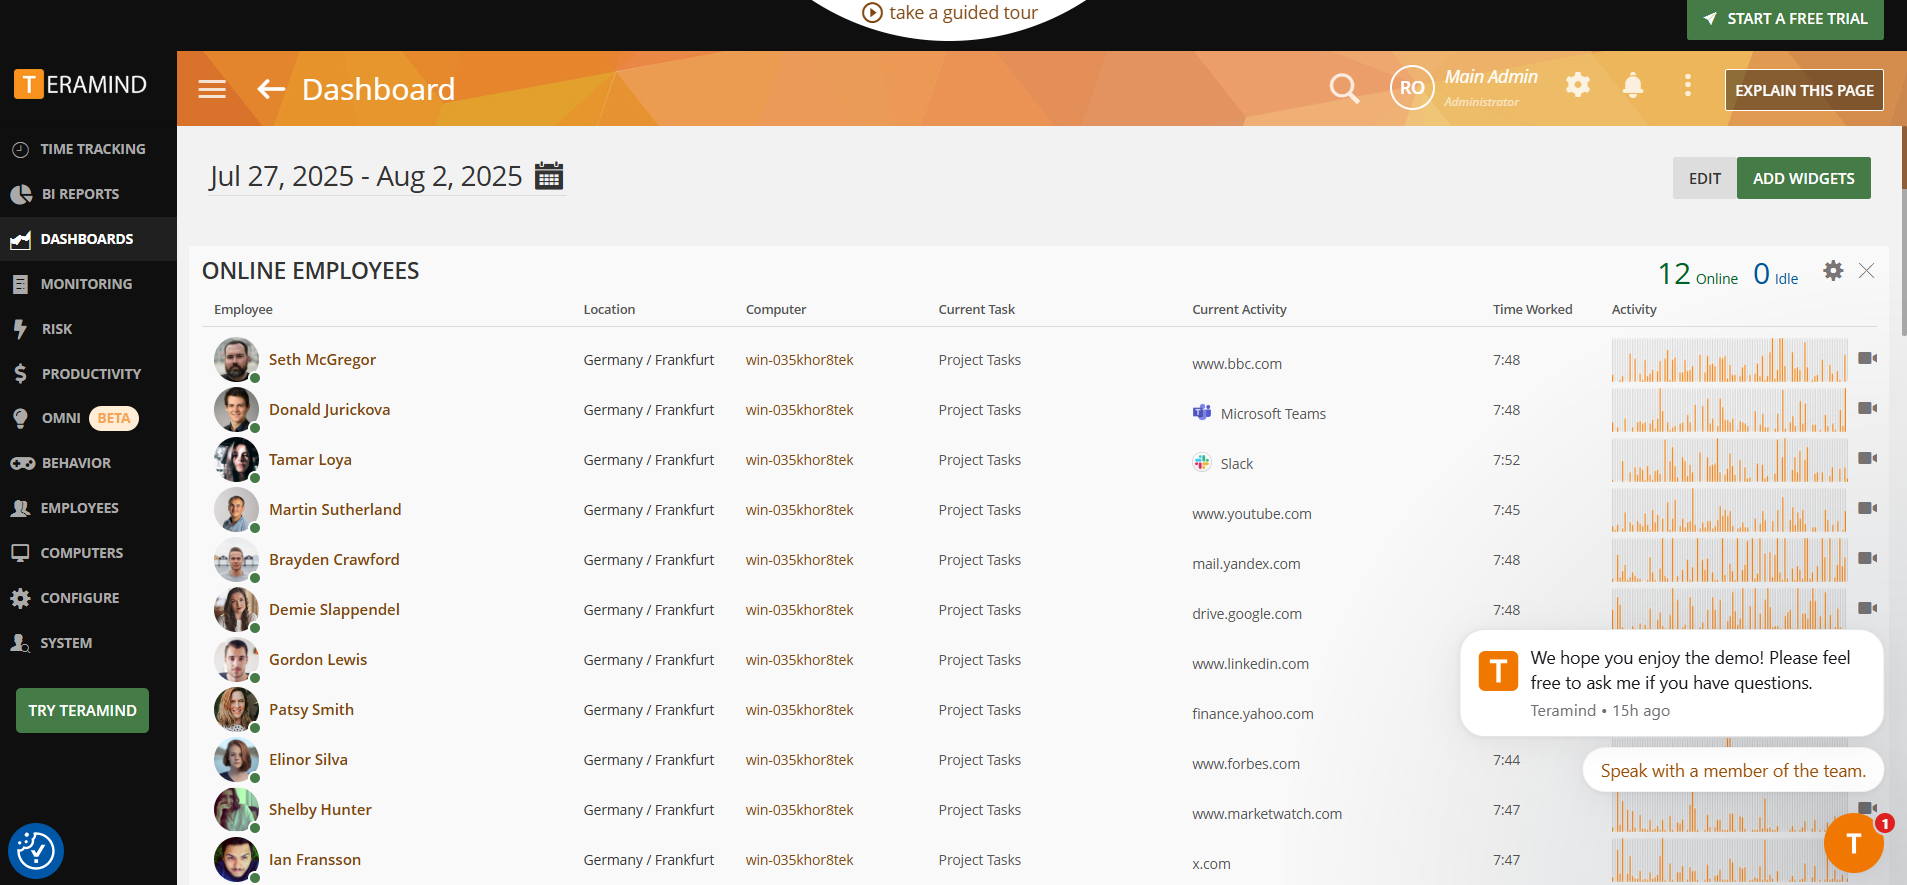 take a guided tour
START A FREE TRIAL
TERAMIND
Dashboard
RO
Main Admin
Administrator
EXPLAIN THIS PAGE
TIME TRACKING
BI REPORTS
DASHBOARDS
MONITORING
RISK
PRODUCTIVITY
OMNI BETA
BEHAVIOR
EMPLOYEES
COMPUTERS
CONFIGURE
SYSTEM
TRY TERAMIND
Jul 27, 2025 - Aug 2, 2025
EDIT ADD WIDGETS
ONLINE EMPLOYEES
12 Online 0 Idle
Employee Location Computer Current Task Current Activity Time Worked Activity
Seth McGregor Germany / Frankfurt win-035khor8tek Project Tasks www.bbc.com 7:48
Donald Jurickova Germany / Frankfurt win-035khor8tek Project Tasks Microsoft Teams 7:48
Tamar Loya Germany / Frankfurt win-035khor8tek Project Tasks Slack 7:52
Martin Sutherland Germany / Frankfurt win-035khor8tek Project Tasks www.youtube.com 7:45
Brayden Crawford Germany / Frankfurt win-035khor8tek Project Tasks mail.yandex.com 7:48
Demie Slappendel Germany / Frankfurt win-035khor8tek Project Tasks drive.google.com 7:48
Gordon Lewis Germany / Frankfurt win-035khor8tek Project Tasks www.linkedin.com
Patsy Smith Germany / Frankfurt win-035khor8tek Project Tasks finance.yahoo.com
Elinor Silva Germany / Frankfurt win-035khor8tek Project Tasks www.forbes.com 7:44
Shelby Hunter Germany / Frankfurt win-035khor8tek Project Tasks www.marketwatch.com 7:47
Ian Fransson Germany / Frankfurt win-035khor8tek Project Tasks x.com 7:47
T
We hope you enjoy the demo! Please feel
free to ask me if you have questions.
Teramind • 15h ago
Speak with a member of the team.
T
1